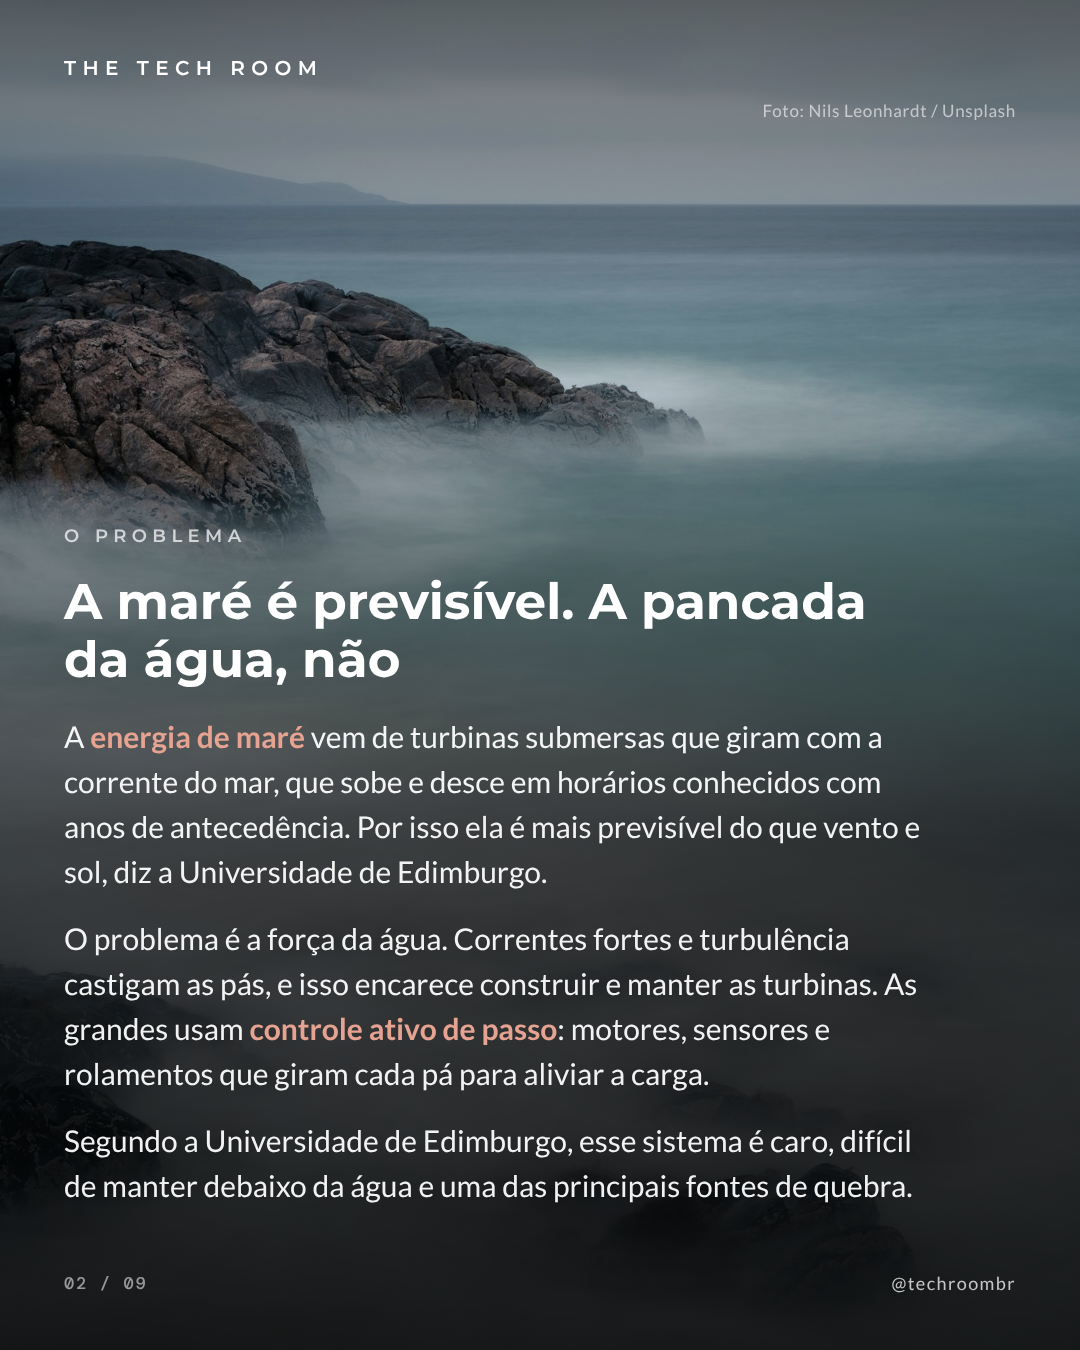 THE TECH ROOM
Foto: Nils Leonhardt / Unsplash
O PROBLEMA
A maré é previsível. A pancada
da água, não
A energia de maré vem de turbinas submersas que giram com a
corrente do mar, que sobe e desce em horários conhecidos com
anos de antecedência. Por isso ela é mais previsível do que vento e
sol, diz a Universidade de Edimburgo.
O problema é a força da água. Correntes fortes e turbulência
castigam as pás, e isso encarece construir e manter as turbinas. As
grandes usam controle ativo de passo: motores, sensores e
rolamentos que giram cada pá para aliviar a carga.
Segundo a Universidade de Edimburgo, esse sistema é caro, difícil
de manter debaixo da água e uma das principais fontes de quebra.
02 / 09
@techroombr